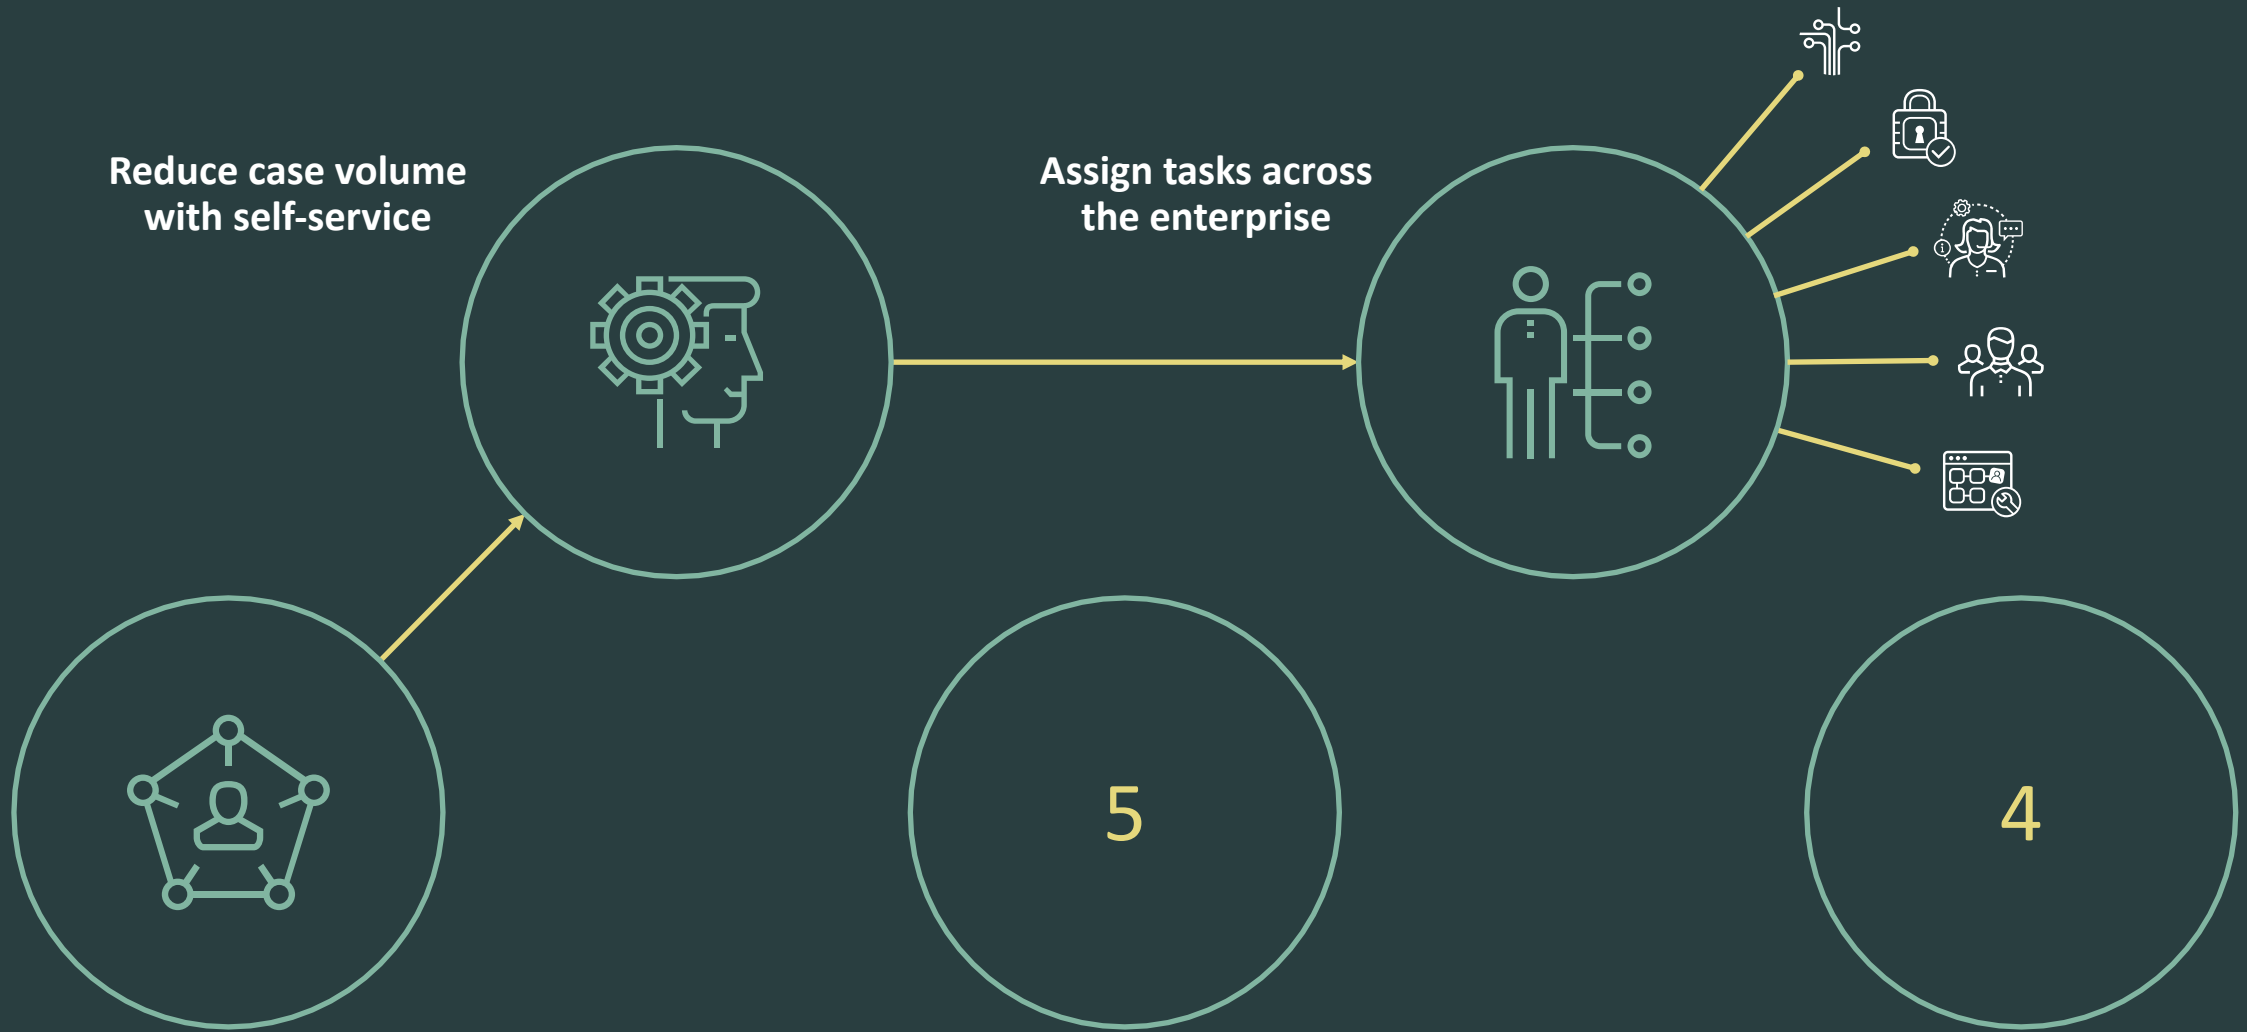 Reduce case volume
with self-service
Assign tasks across
the enterprise
5
4